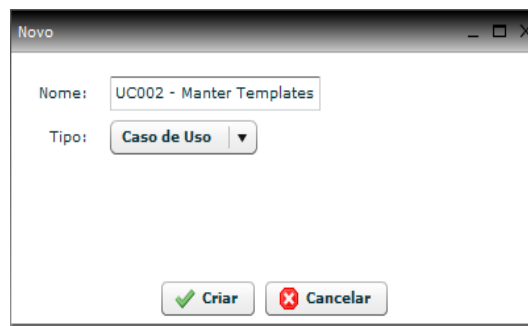 Novo
Nome: UC002 - Manter Templates
Tipo: Caso de Uso
Criar Cancelar